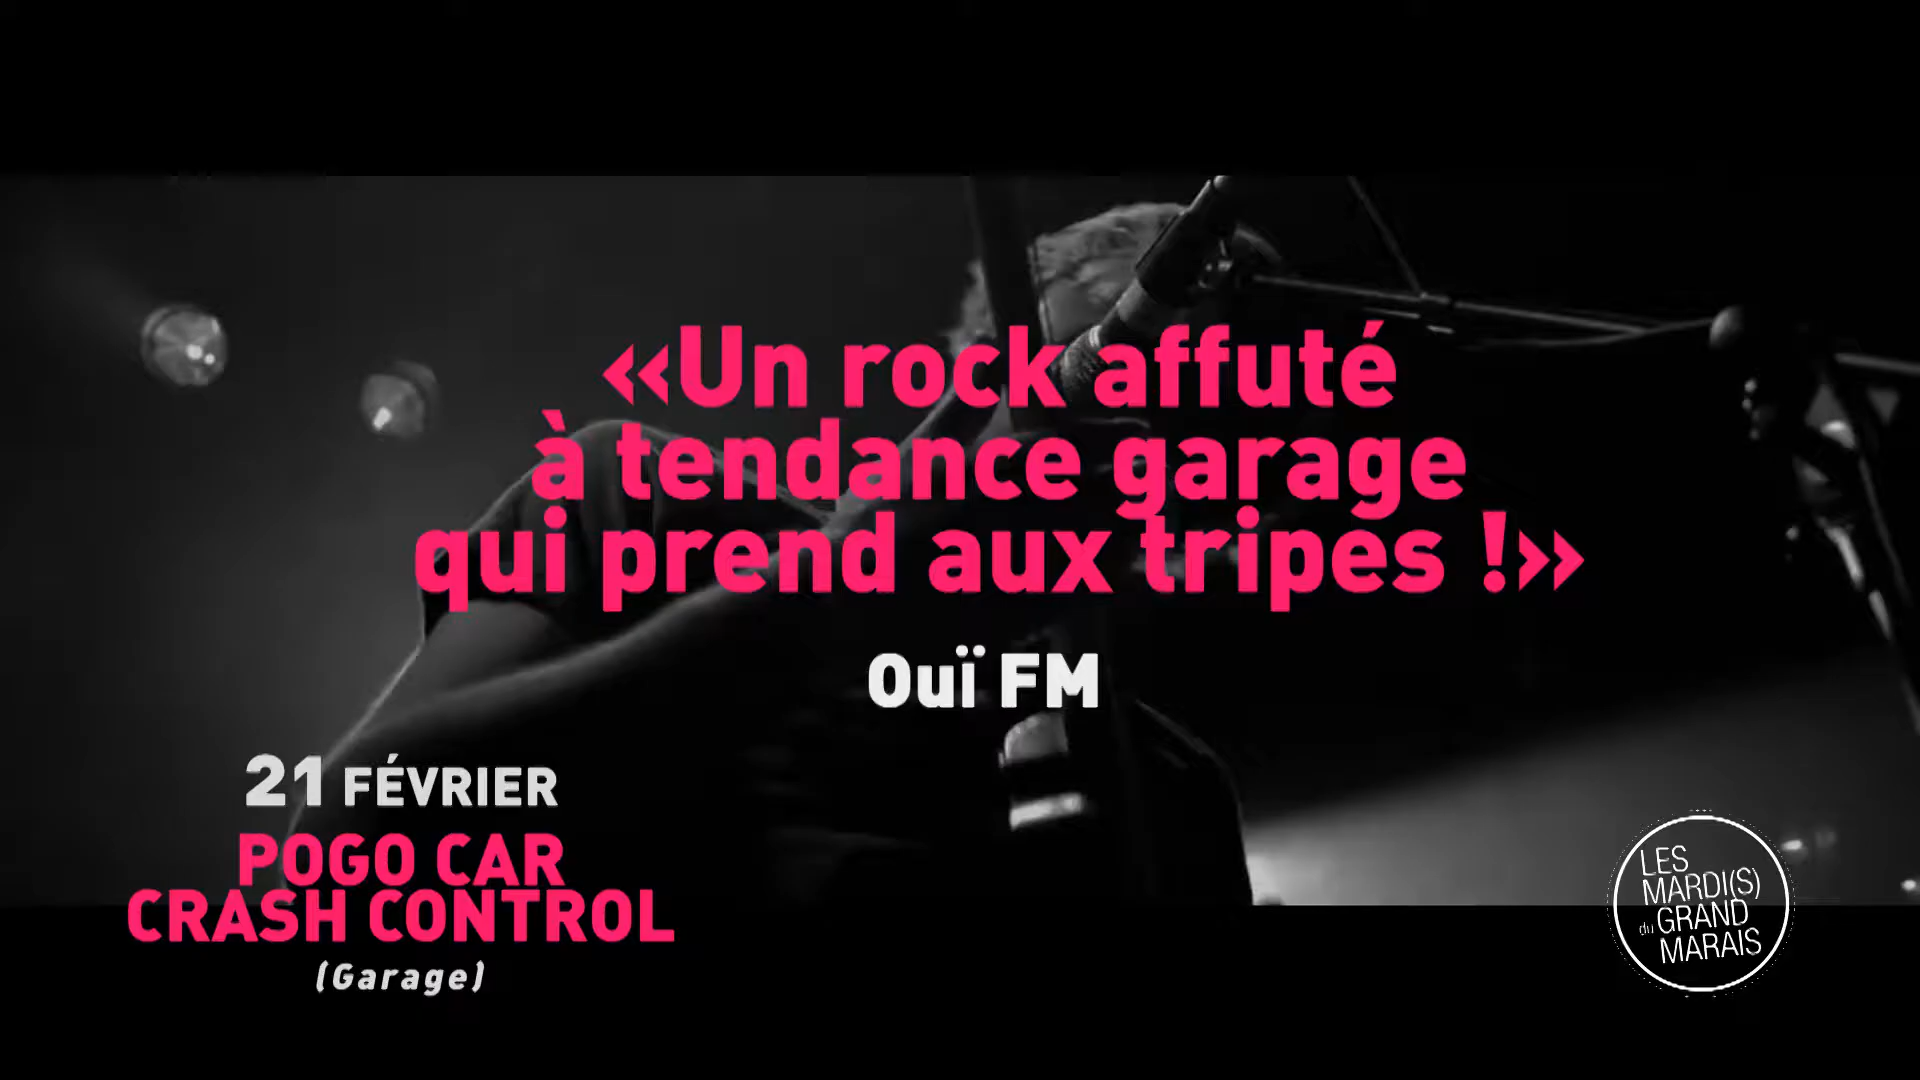 «Un rock affuté
à tendance garage
qui prend aux tripes !»
Ouï FM
21 FÉVRIER
POGO CAR
CRASH CONTROL
(Garage)
LES
MARDI(S)
du GRAND
MARAIS